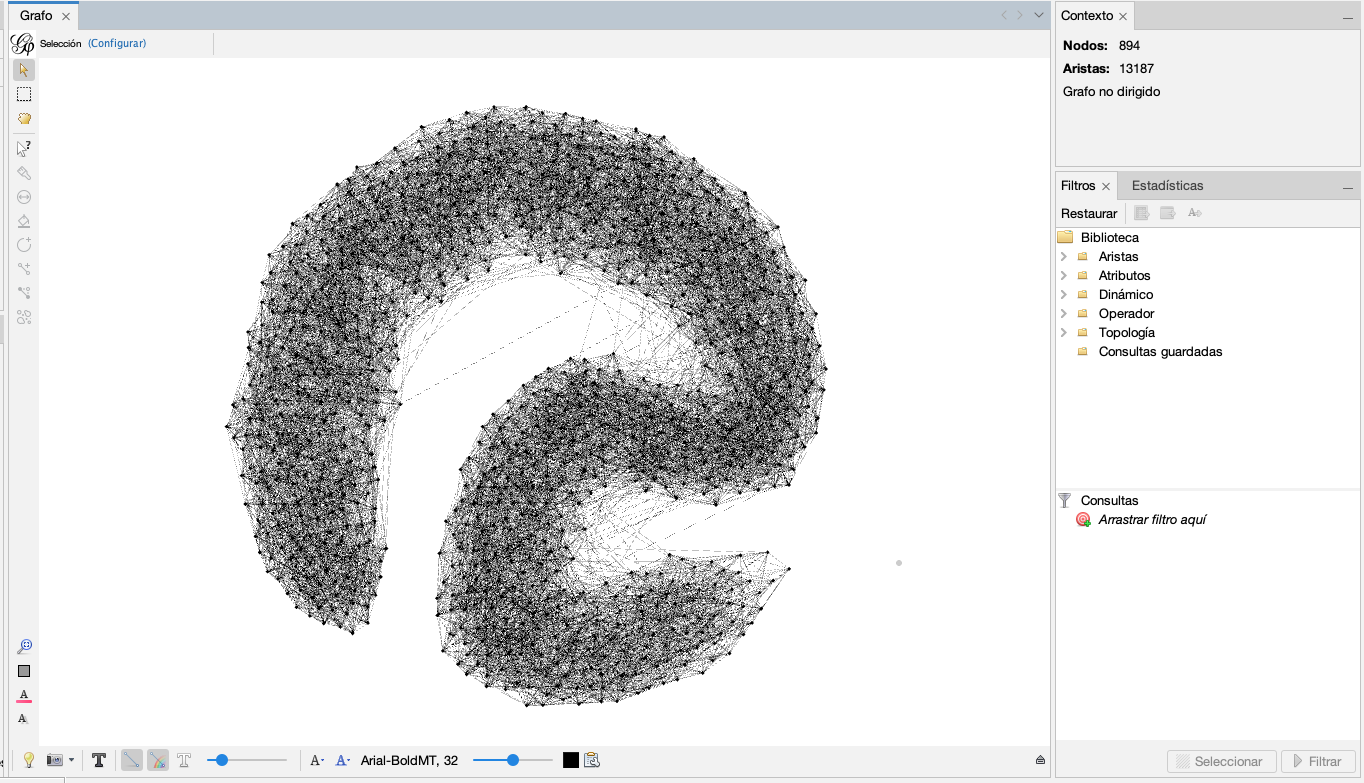 Grafo
Selección (Configurar)
?
A
A
T T
A A Arial-BoldMT, 32
Contexto
Nodos: 894
Aristas: 13187
Grafo no dirigido
Filtros Estadísticas
Restaurar
Biblioteca
Aristas
Atributos
Dinámico
Operador
Topología
Consultas guardadas
Consultas
Arrastrar filtro aquí
Seleccionar Filtrar